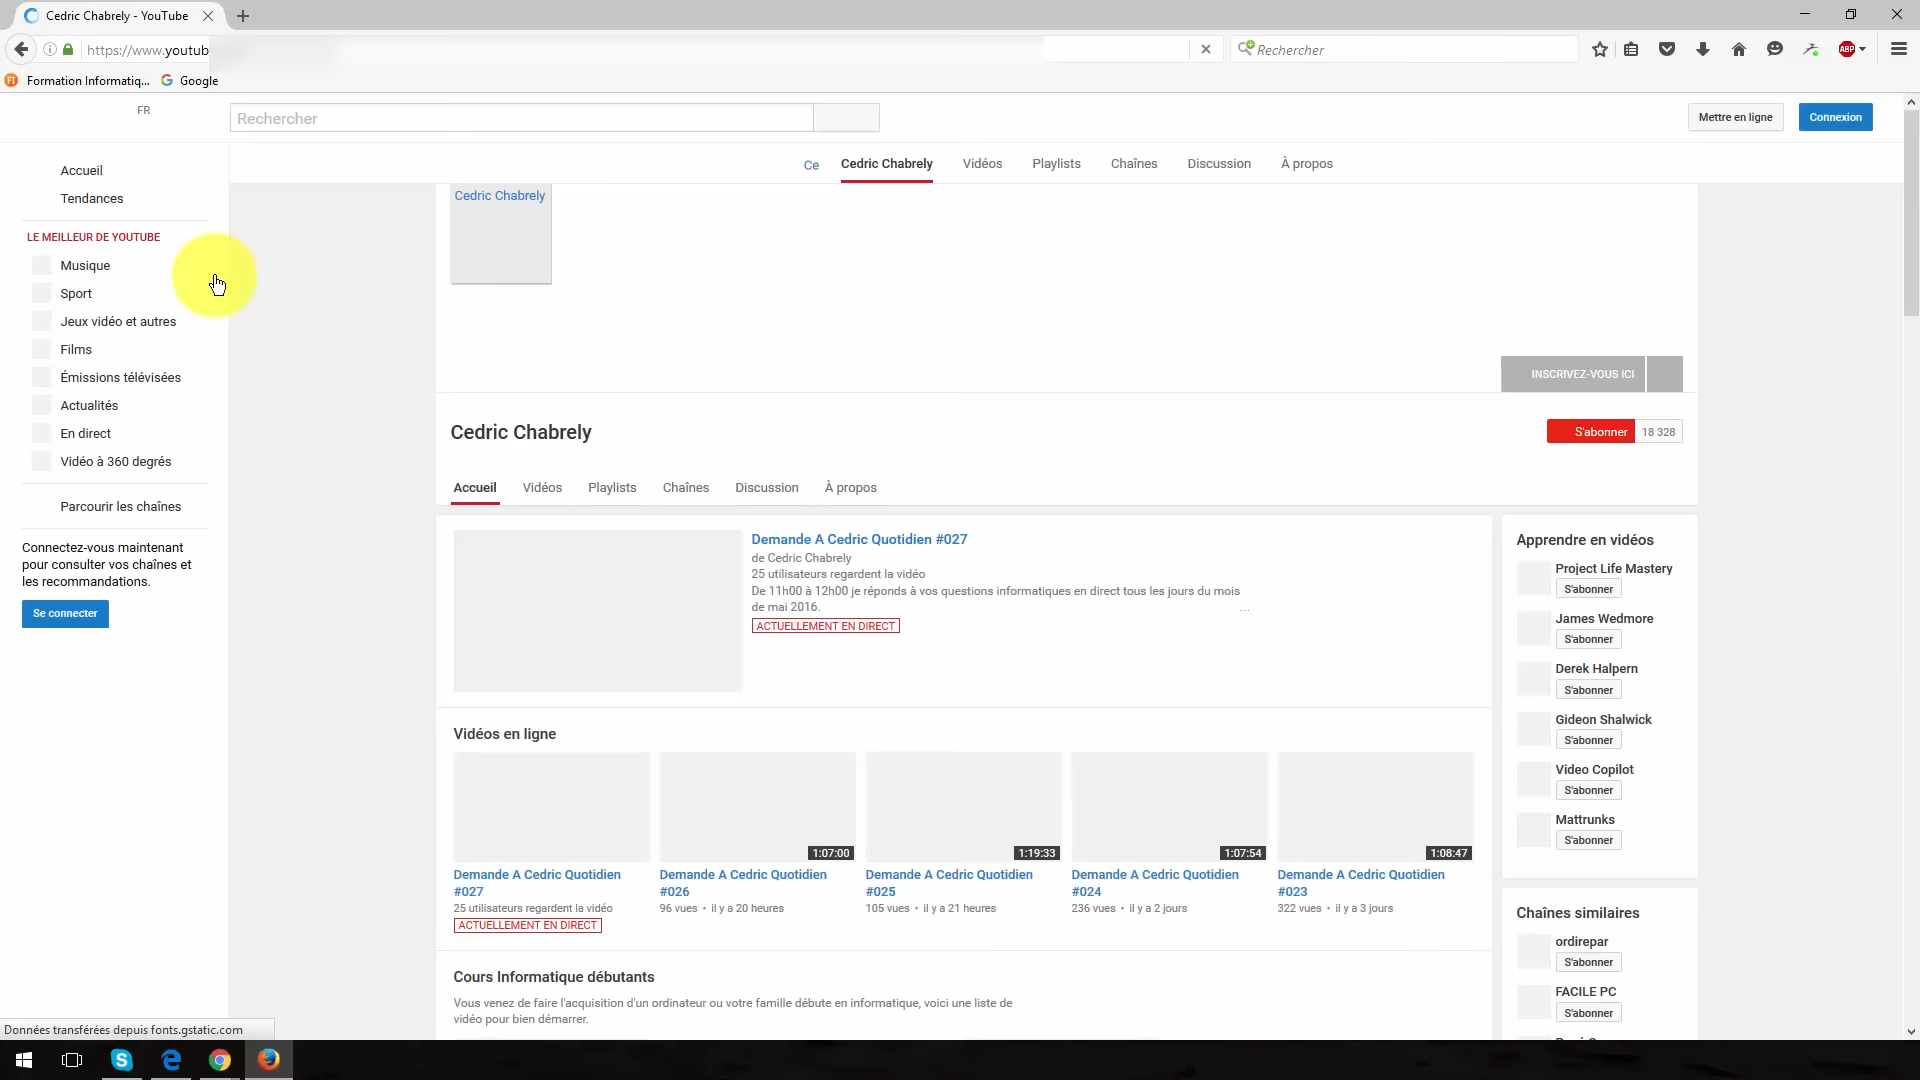 Cedric Chabrely - YouTube
https://www.youtub
Rechercher
ABP
Formation Informatiq...
Google
FR
Rechercher
Mettre en ligne
Connexion
Ce
Cedric Chabrely
Vidéos
Playlists
Chaînes
Discussion
À propos
Accueil
Tendances
LE MEILLEUR DE YOUTUBE
Musique
Sport
Jeux vidéo et autres
Films
Émissions télévisées
Actualités
En direct
Vidéo à 360 degrés
Parcourir les chaînes
Connectez-vous maintenant
pour consulter vos chaînes et
les recommandations.
Se connecter
Cedric Chabrely
INSCRIVEZ-VOUS ICI
Cedric Chabrely
S'abonner 18 328
Accueil
Vidéos
Playlists
Chaînes
Discussion
À propos
Demande A Cedric Quotidien #027
de Cedric Chabrely
25 utilisateurs regardent la vidéo
De 11h00 à 12h00 je réponds à vos questions informatiques en direct tous les jours du mois
de mai 2016. ...
ACTUELLEMENT EN DIRECT
Vidéos en ligne
Demande A Cedric Quotidien
#027
25 utilisateurs regardent la vidéo
ACTUELLEMENT EN DIRECT
1:07:00
Demande A Cedric Quotidien
#026
96 vues • il y a 20 heures
1:19:33
Demande A Cedric Quotidien
#025
105 vues • il y a 21 heures
1:07:54
Demande A Cedric Quotidien
#024
236 vues • il y a 2 jours
1:08:47
Demande A Cedric Quotidien
#023
322 vues • il y a 3 jours
Cours Informatique débutants
Vous venez de faire l'acquisition d'un ordinateur ou votre famille débute en informatique, voici une liste de
vidéo pour bien démarrer.
Apprendre en vidéos
Project Life Mastery
S'abonner
James Wedmore
S'abonner
Derek Halpern
S'abonner
Gideon Shalwick
S'abonner
Video Copilot
S'abonner
Mattrunks
S'abonner
Chaînes similaires
ordirepar
S'abonner
FACILE PC
S'abonner
Données transférées depuis fonts.gstatic.com